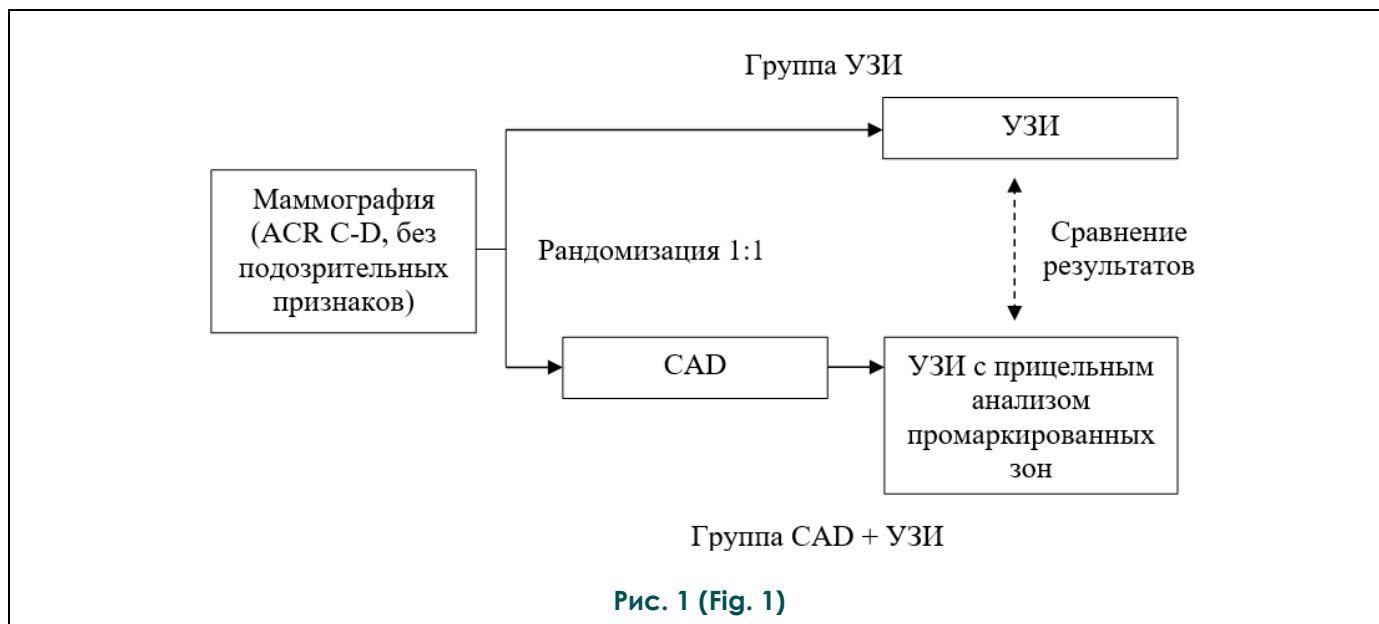 Группа УЗИ
УЗИ
Маммография
(ACR C-D, без
подозрительных
признаков)
Рандомизация 1:1
Сравнение
результатов
CAD
УЗИ с прицельным
анализом
промаркированных
зон
Группа CAD + УЗИ
Рис. 1 (Fig. 1)